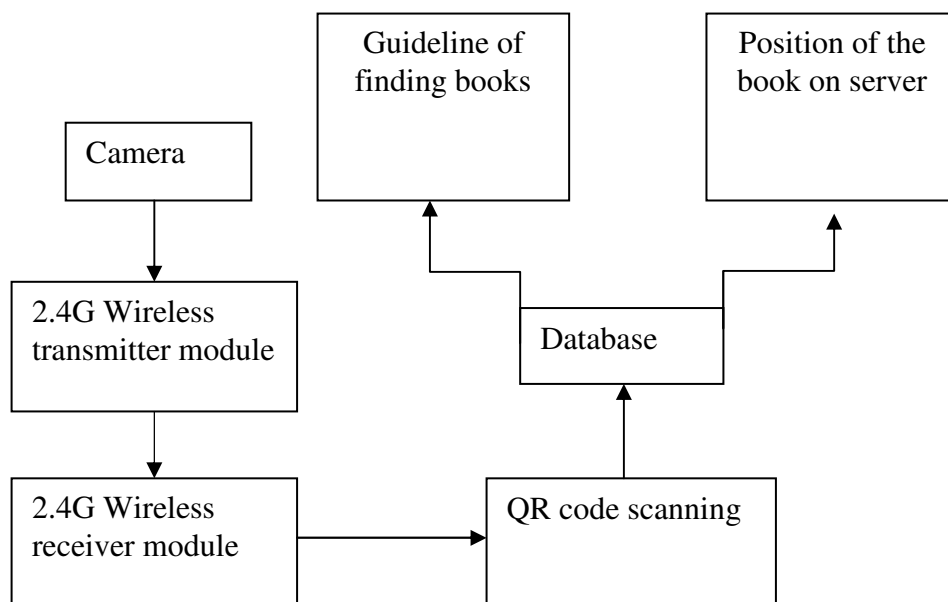 Guideline of
finding books
Position of the
book on server
Camera
2.4G Wireless
transmitter module
Database
2.4G Wireless
receiver module
QR code scanning